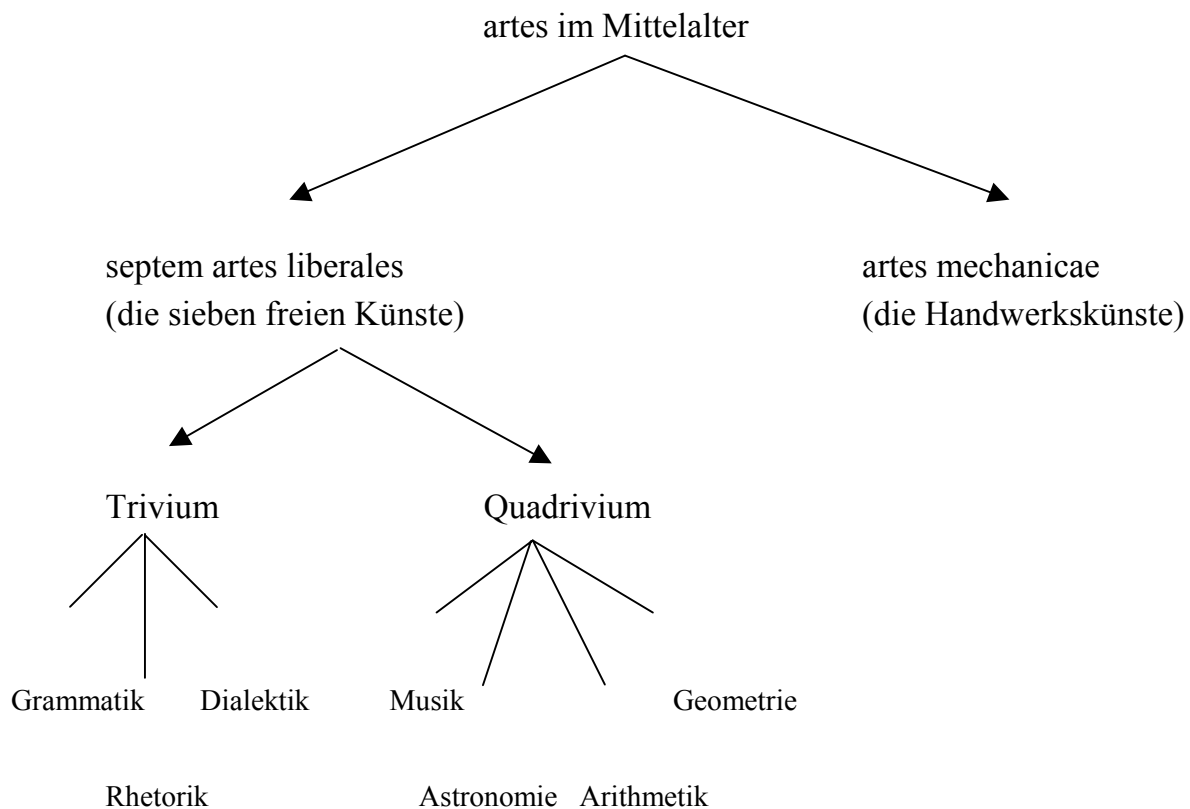 artes im Mittelalter
septem artes liberales
(die sieben freien Künste)
artes mechanicae
(die Handwerkskünste)
Trivium
Quadrivium
Grammatik
Dialektik
Musik
Geometrie
Rhetorik
Astronomie
Arithmetik